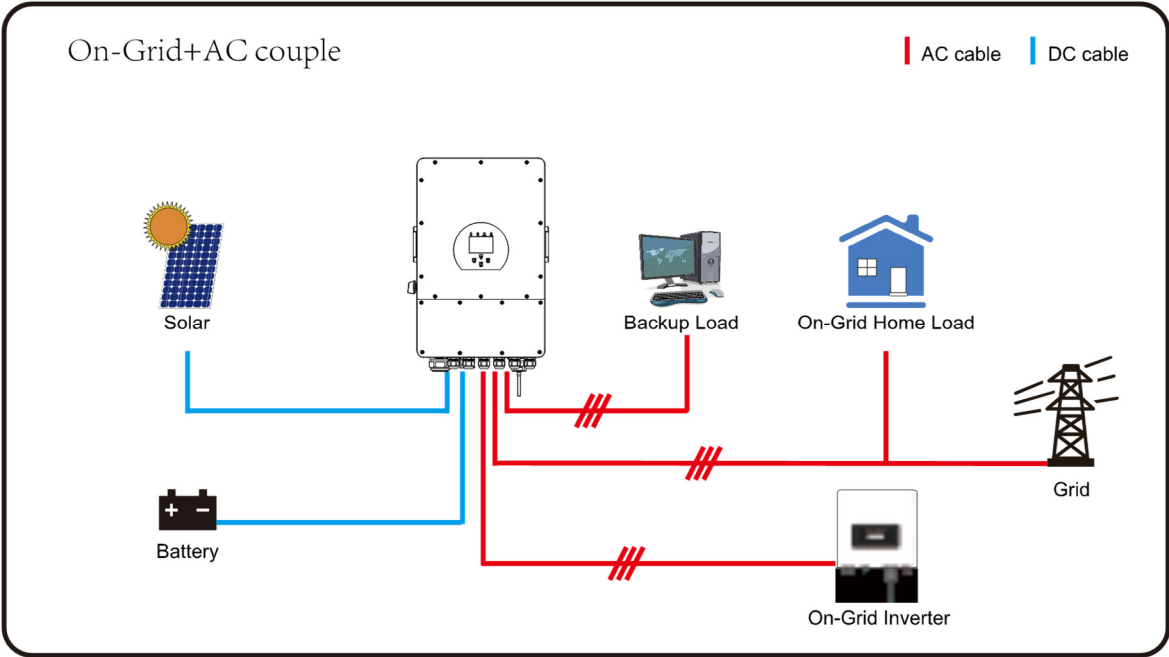 On-Grid+AC couple
AC cable
DC cable
Solar
Backup Load
On-Grid Home Load
Grid
Battery
On-Grid Inverter